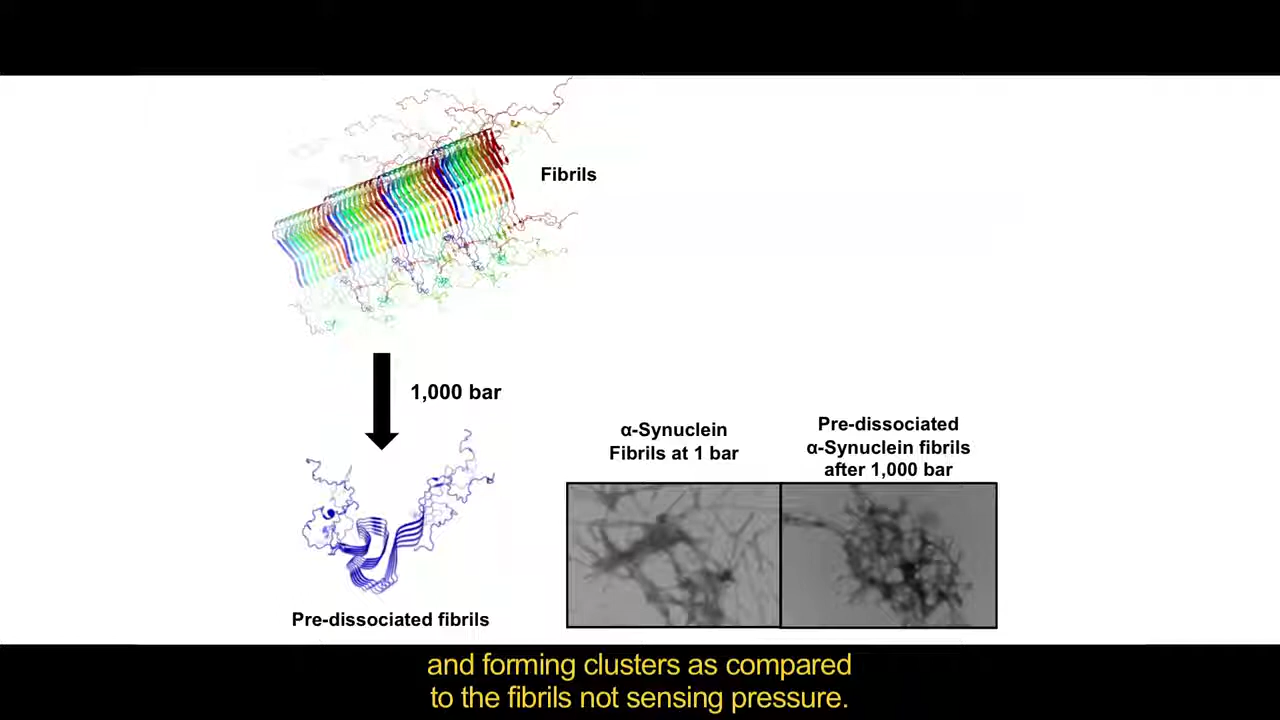 Fibrils
1,000 bar
α-Synuclein
Fibrils at 1 bar
Pre-dissociated
α-Synuclein fibrils
after 1,000 bar
Pre-dissociated fibrils
and forming clusters as compared
to the fibrils not sensing pressure.